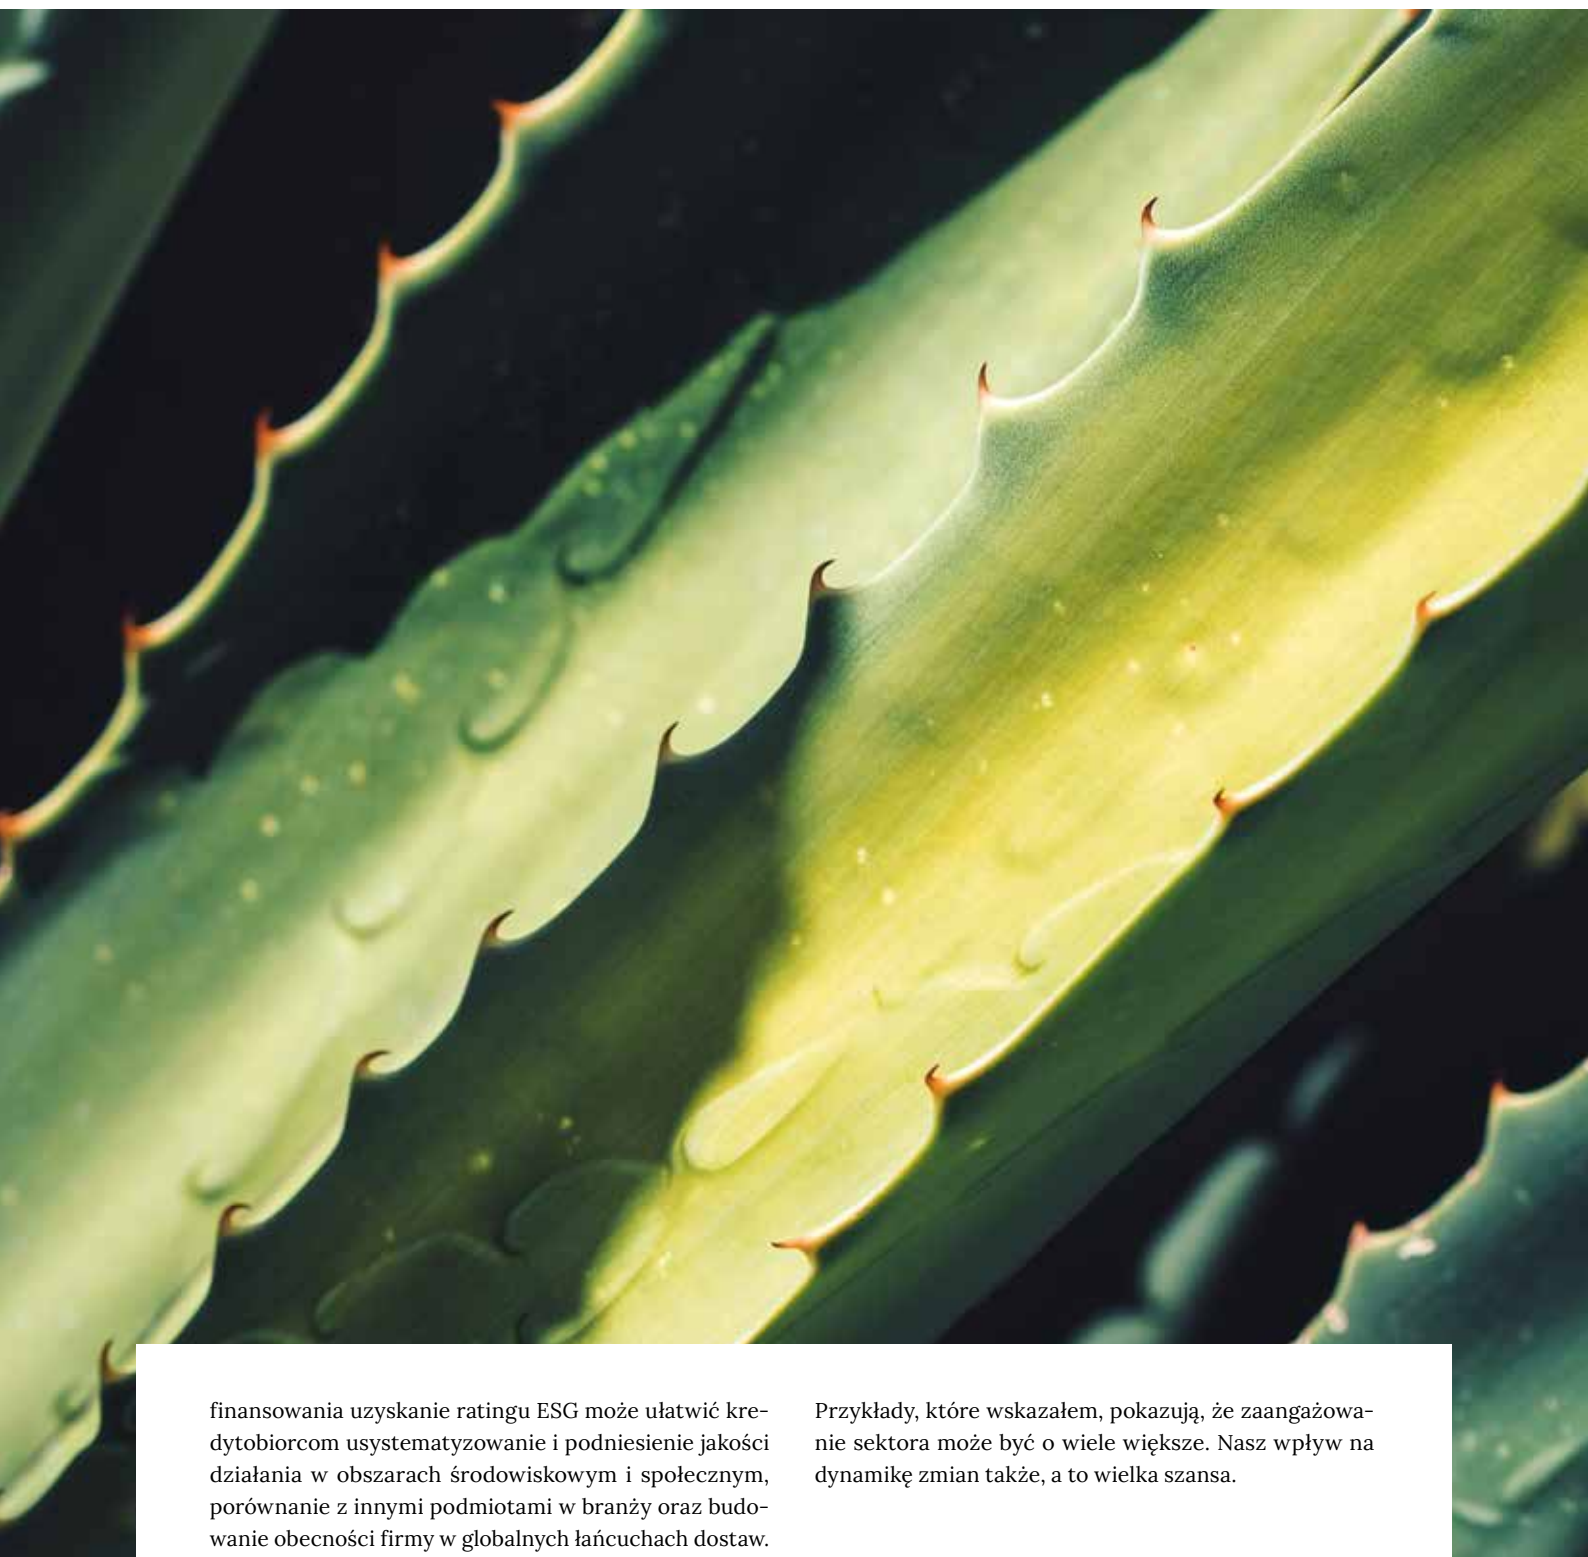 finansowania uzyskanie ratingu ESG może ułatwić kre-
dytobiorcom usystematyzowanie i podniesienie jakości
działania w obszarach środowiskowym i społecznym,
porównanie z innymi podmiotami w branży oraz budo-
wanie obecności firmy w globalnych łańcuchach dostaw.
Przykłady, które wskazałem, pokazują, że zaangażowa-
nie sektora może być o wiele większe. Nasz wpływ na
dynamikę zmian także, a to wielka szansa.